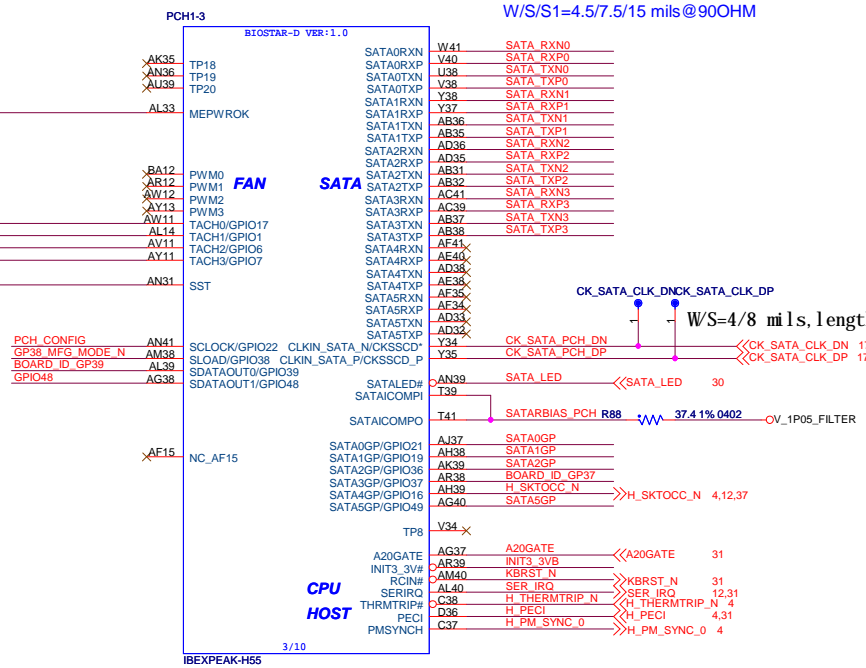 W/S/S1=4.5/7.5/15 mils@90OHM
PCH1-3
BIOSTAR-D VER:1.0
AK35 TP18
AN36 TP19
AU39 TP20
AL33 MEPWROK
BA12 PWM0
AR12 PWM1
AW12 PWM2
AY13 PWM3
FAN
AW11 TACH0/GPIO17
AL14 TACH1/GPIO1
AV11 TACH2/GPIO6
AY11 TACH3/GPIO7
AN31 SST
PCH_CONFIG AN41 SCLOCK/GPIO22
GP38_MFG_MODE_N AM38 SLOAD/GPIO38
BOARD_ID_GP39 AL39 SDATAOUT0/GPIO39
GPIO48 AG38 SDATAOUT1/GPIO48
AF15 NC_AF15
SATA
SATA0RXN W41 SATA_RXN0
SATA0RXP V40 SATA_RXP0
SATA0TXN U38 SATA_TXN0
SATA0TXP V38 SATA_TXP0
SATA1RXN Y38 SATA_RXN1
SATA1RXP Y37 SATA_RXP1
SATA1TXN AB36 SATA_TXN1
SATA1TXP AB35 SATA_TXP1
SATA2RXN AD36 SATA_RXN2
SATA2RXP AD35 SATA_RXP2
SATA2TXN AB31 SATA_TXN2
SATA2TXP AB32 SATA_TXP2
SATA3RXN AC41 SATA_RXN3
SATA3RXP AC39 SATA_RXP3
SATA3TXN AB37 SATA_TXN3
SATA3TXP AB38 SATA_TXP3
SATA4RXN AF41
SATA4RXP AE40
SATA4TXN AD38
SATA4TXP AE38
SATA5RXN AF35
SATA5RXP AF34
SATA5TXN AD33
SATA5TXP AD32
CK_SATA_CLK_DN CK_SATA_CLK_DP
1 1 W/S=4/8 mils,lengt
CLKIN_SATA_N/CKSSCD* Y34 CK_SATA_PCH_DN CK_SATA_CLK_DN 17
CLKIN_SATA_P/CKSSCD_P Y35 CK_SATA_PCH_DP CK_SATA_CLK_DP 17
SATALED# AN39 SATA_LED SATA_LED 30
SATAICOMPI T39
SATAICOMPO T41 SATARBIAS_PCH R88 37.4 1% 0402 V_1P05_FILTER
SATA0GP/GPIO21 AJ37 SATA0GP
SATA1GP/GPIO19 AH38 SATA1GP
SATA2GP/GPIO36 AK39 SATA2GP
SATA3GP/GPIO37 AR38 BOARD_ID_GP37
SATA4GP/GPIO16 AH39 H_SKTOCC_N H_SKTOCC_N 4,12,37
SATA5GP/GPIO49 AG40 SATA5GP
TP8 V34
A20GATE AG37 A20GATE A20GATE 31
INIT3_3V# AR39 INIT3_3VB
RCIN# AM40 KBRST_N KBRST_N 31
SERIRQ AL40 SER_IRQ SER_IRQ 12,31
THRMTRIP# C38 H_THERMTRIP_N H_THERMTRIP_N 4
PECI D36 H_PECI H_PECI 4,31
PMSYNCH C37 H_PM_SYNC_0 H_PM_SYNC_0 4
CPU
HOST
3/10
IBEXPEAK-H55